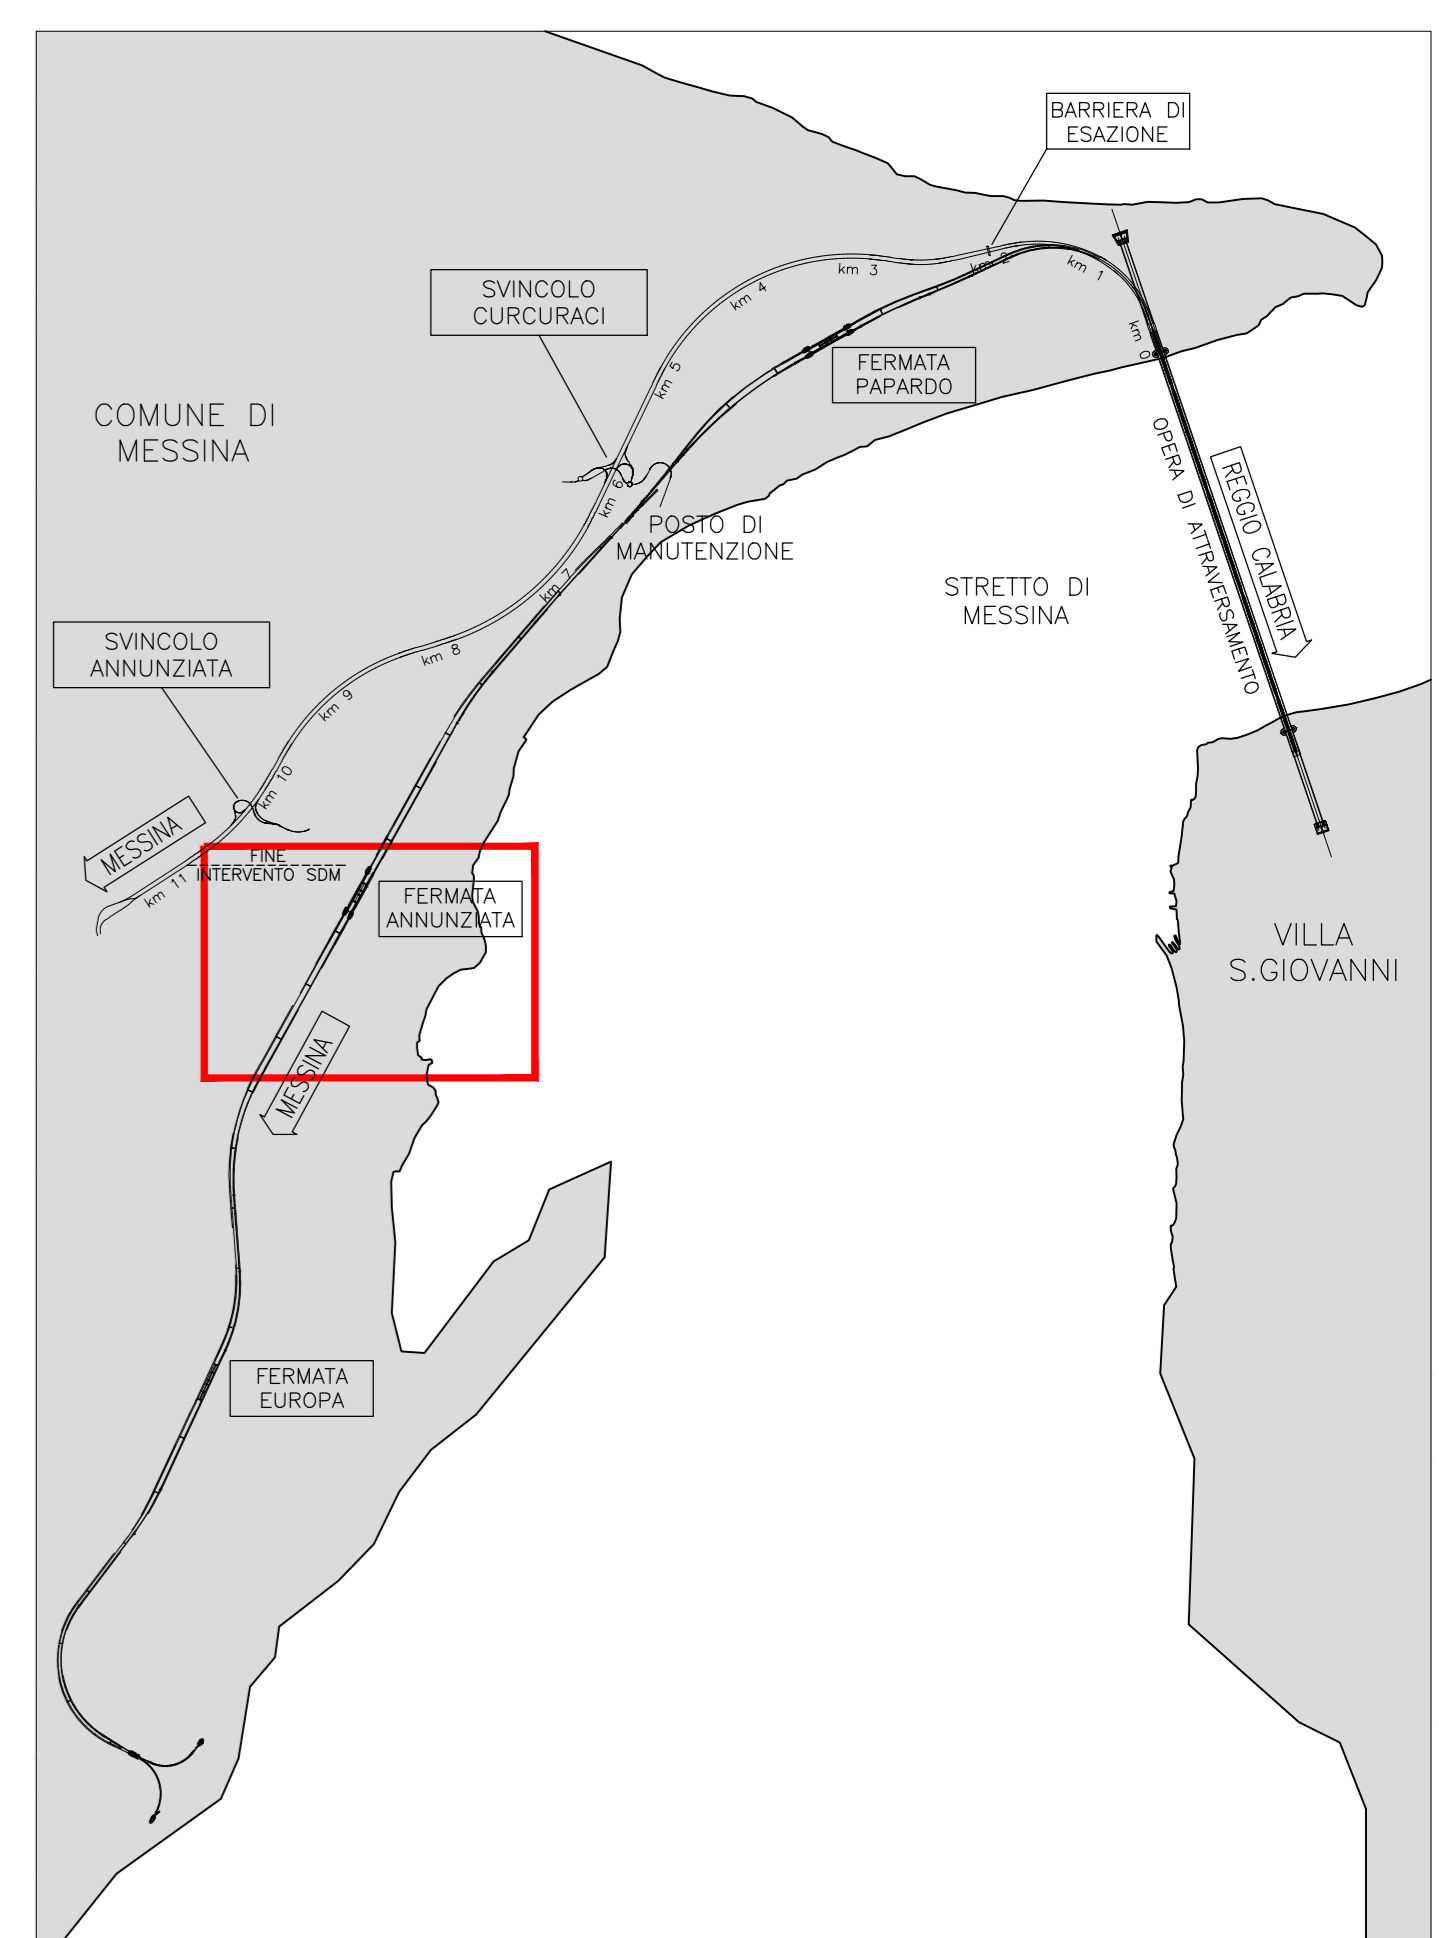 BARRIERA DI
ESAZIONE
SVINCOLO
CURCURACI
km 0
km 1
km 2
km 3
km 4
km 5
km 6
km 7
km 8
km 9
km 10
km 11
FERMATA
PAPARDO
COMUNE DI
MESSINA
POSTO DI
MANUTENZIONE
OPERA DI ATTRAVERSAMENTO
REGGIO CALABRIA
STRETTO DI
MESSINA
SVINCOLO
ANNUNZIATA
MESSINA
FINE
INTERVENTO SDM
FERMATA
ANNUNZIATA
VILLA
S.GIOVANNI
MESSINA
FERMATA
EUROPA